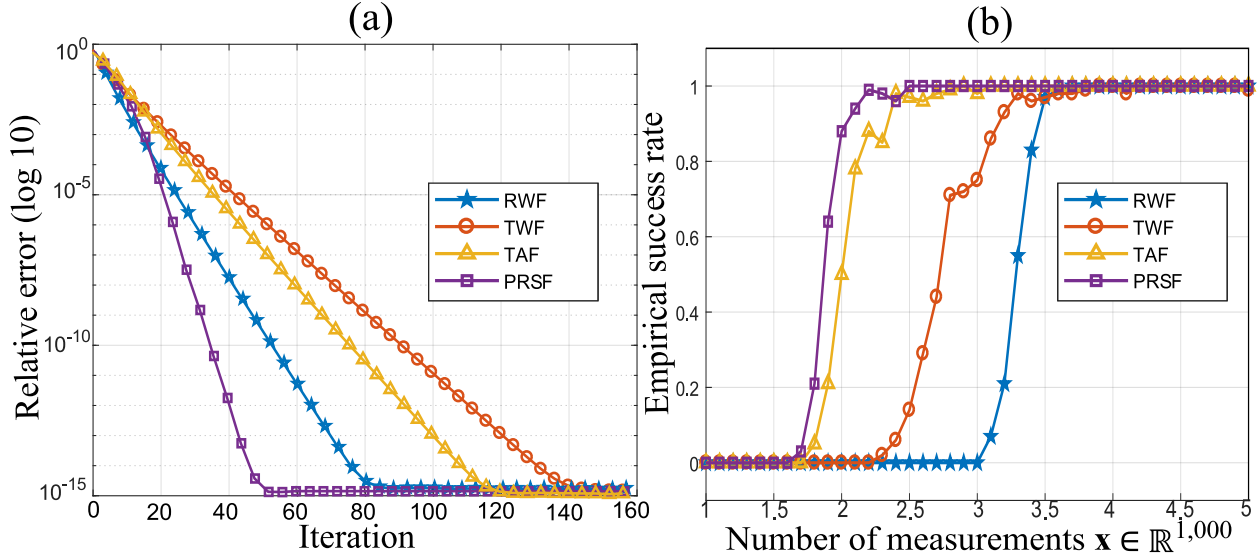 (a)
Relative error (log 10)
10^0
10^-5
10^-10
10^-15
0 20 40 60 80 100 120 140 160
Iteration
RWF
TWF
TAF
PRSF
(b)
Empirical success rate
1
0.8
0.6
0.4
0.2
0
1 1.5 2 2.5 3 3.5 4 4.5 5
Number of measurements x ∈ ℝ^1,000
RWF
TWF
TAF
PRSF